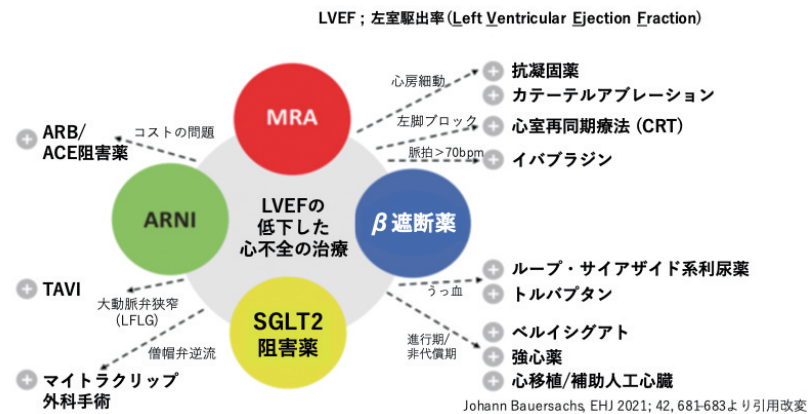 LVEF ; 左室駆出率(Left Ventricular Ejection Fraction)
MRA
心房細動
抗凝固薬
カテーテルアブレーション
左脚ブロック
心室再同期療法 (CRT)
脈拍>70bpm
イバブラジン
ARB/
ACE阻害薬
コストの問題
ARNI
LVEFの
低下した
心不全の治療
β遮断薬
TAVI
大動脈弁狭窄
(LFLG)
僧帽弁逆流
マイトラクリップ
外科手術
SGLT2
阻害薬
うっ血
ループ・サイアザイド系利尿薬
トルバプタン
進行期/
非代償期
ベルイシグアト
強心薬
心移植/補助人工心臓
Johann Bauersachs, EHJ 2021; 42, 681-683より引用改変